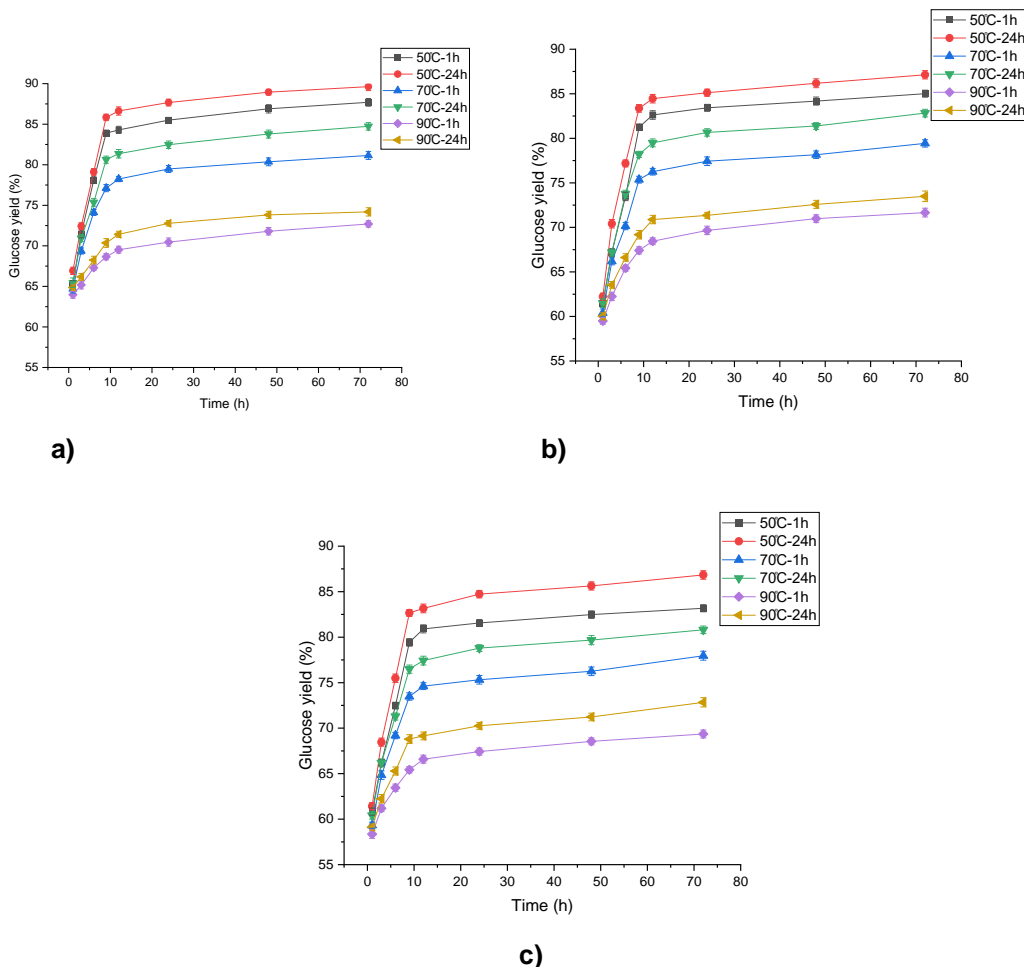 50℃-1h
50℃-24h
70℃-1h
70℃-24h
90℃-1h
90℃-24h
Glucose yield (%)
90
85
80
75
70
65
60
55
0 10 20 30 40 50 60 70 80
Time (h)
a)
50℃-1h
50℃-24h
70℃-1h
70℃-24h
90℃-1h
90℃-24h
Glucose yield (%)
90
85
80
75
70
65
60
55
0 10 20 30 40 50 60 70 80
Time (h)
b)
50℃-1h
50℃-24h
70℃-1h
70℃-24h
90℃-1h
90℃-24h
Glucose yield (%)
90
85
80
75
70
65
60
55
0 10 20 30 40 50 60 70 80
Time (h)
c)